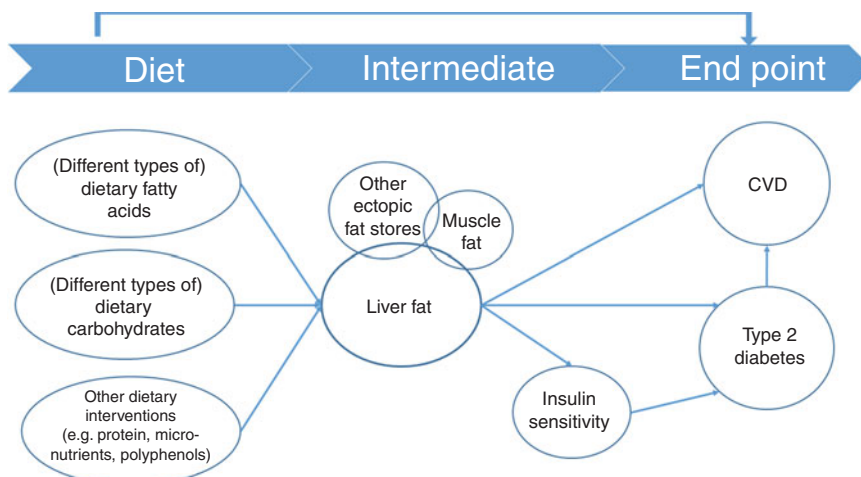 Diet
Intermediate
End point
(Different types of)
dietary fatty
acids
(Different types of)
dietary
carbohydrates
Other dietary
interventions
(e.g. protein, micro-
nutrients, polyphenols)
Other
ectopic
fat stores
Muscle
fat
Liver fat
Insulin
sensitivity
CVD
Type 2
diabetes